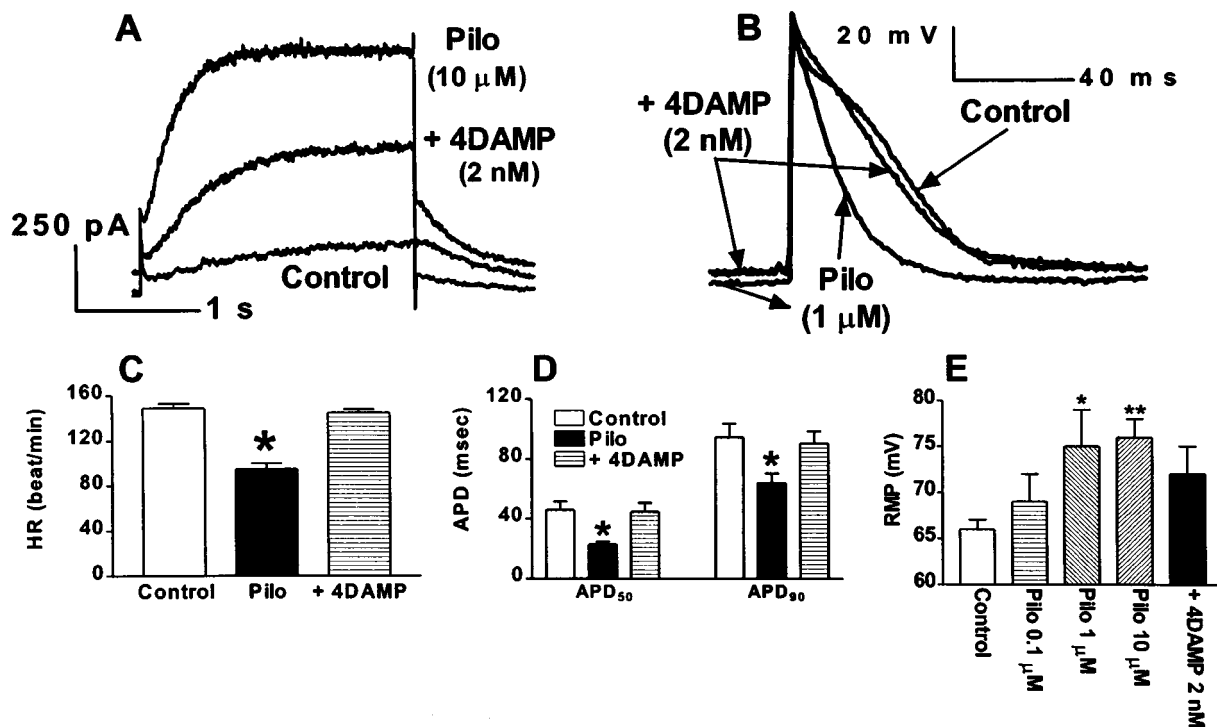 A
Pilo
(10 μM)
+ 4DAMP
(2 nM)
250 pA
Control
1 s
B
20 mV
40 ms
+ 4DAMP
(2 nM)
Control
Pilo
(1 μM)
C
HR (beat/min)
160
120
80
40
0
*
Control
Pilo
+ 4DAMP
D
APD (msec)
120
80
40
0
Control
Pilo
+ 4DAMP
*
*
APD50
APD90
E
RMP (mV)
80
75
70
65
60
*
**
Control
Pilo 0.1 μM
Pilo 1 μM
Pilo 10 μM
+ 4DAMP 2 nM